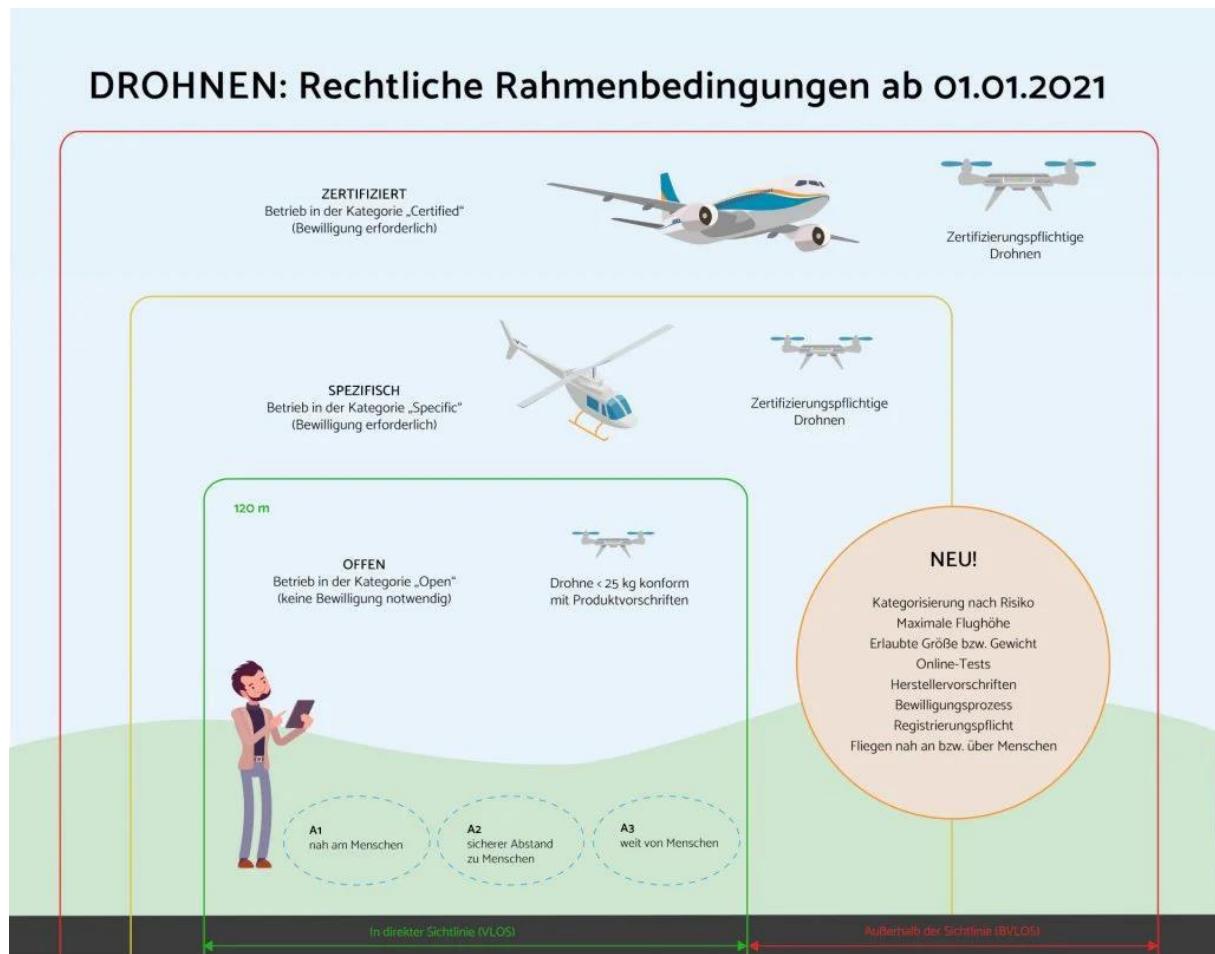 DROHNEN: Rechtliche Rahmenbedingungen ab 01.01.2021
ZERTIFIZIERT
Betrieb in der Kategorie „Certified“
(Bewilligung erforderlich)
Zertifizierungspflichtige
Drohnen
SPEZIFISCH
Betrieb in der Kategorie „Specific“
(Bewilligung erforderlich)
Zertifizierungspflichtige
Drohnen
120 m
OFFEN
Betrieb in der Kategorie „Open“
(keine Bewilligung notwendig)
Drohne < 25 kg konform
mit Produktvorschriften
NEU!
Kategorisierung nach Risiko
Maximale Flughöhe
Erlaubte Größe bzw. Gewicht
Online-Tests
Herstellervorschriften
Bewilligungsprozess
Registrierungspflicht
Fliegen nah an bzw. über Menschen
A1
nah am Menschen
A2
sicherer Abstand
zu Menschen
A3
weit von Menschen
In direkter Sichtlinie (VLOS)
Außerhalb der Sichtlinie (BVLOS)